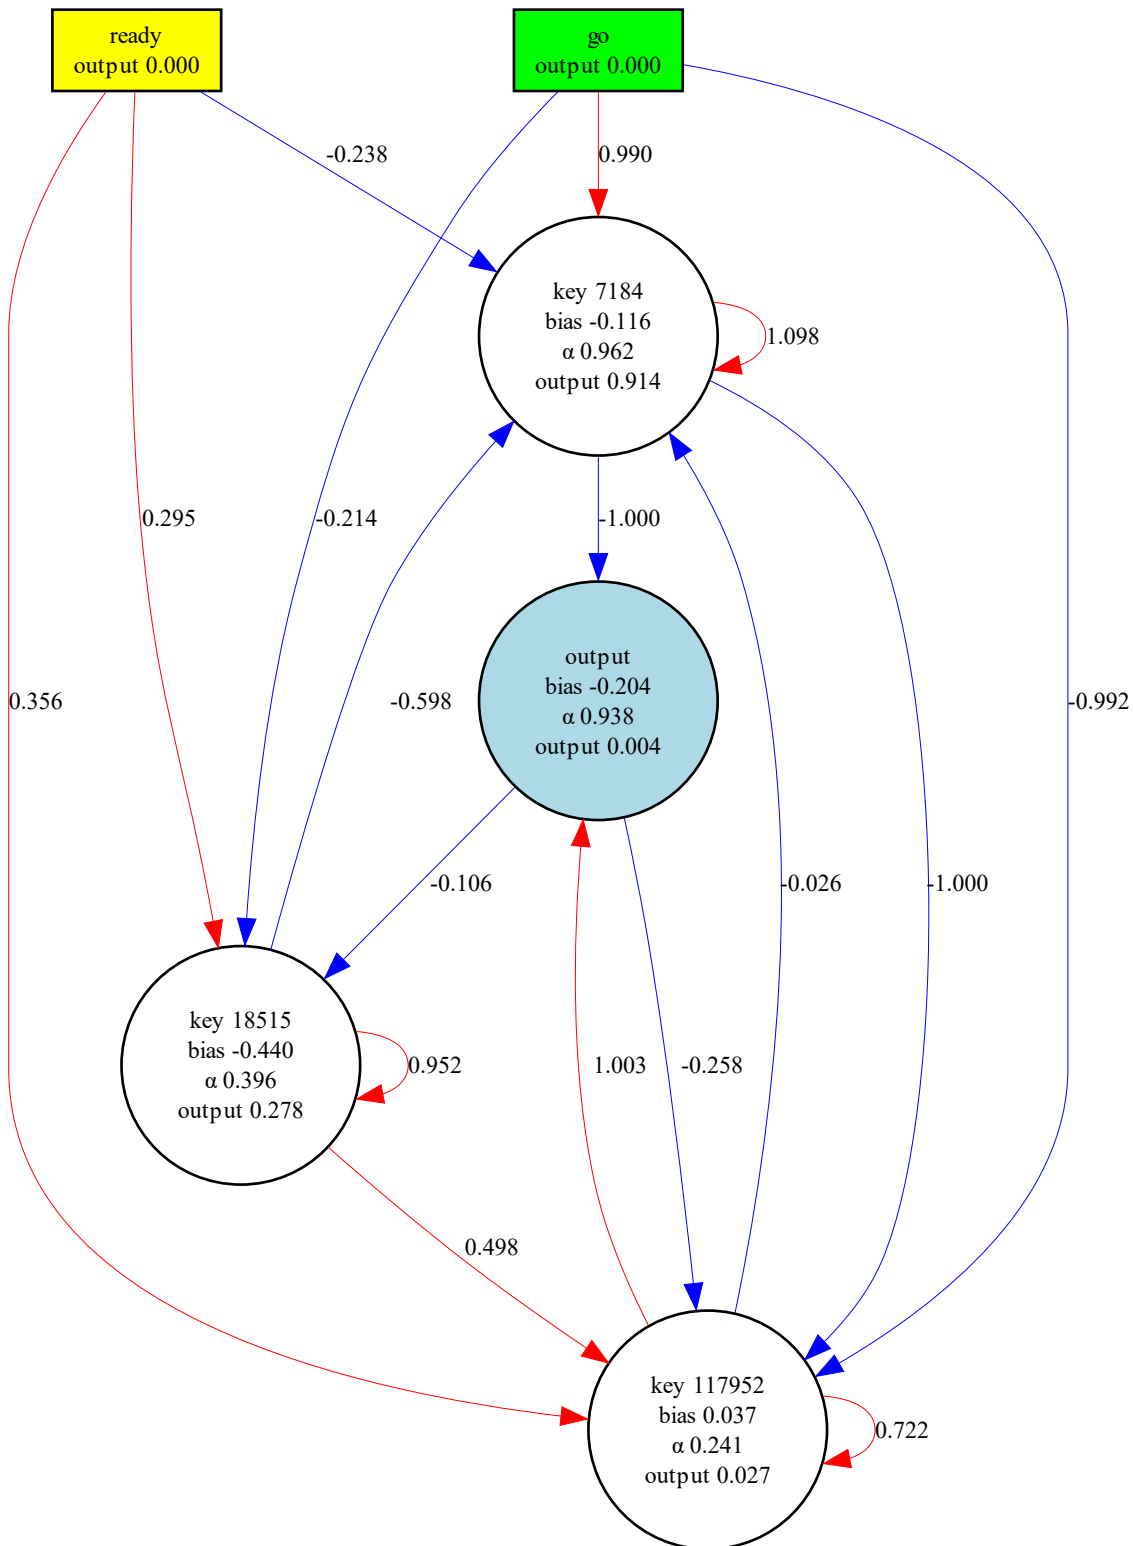 ready
output 0.000
go
output 0.000
-0.238
0.990
key 7184
bias -0.116
α 0.962
output 0.914
1.098
0.295
-0.214
-1.000
output
bias -0.204
α 0.938
output 0.004
0.356
-0.598
-0.992
-0.106
-0.026
-1.000
key 18515
bias -0.440
α 0.396
output 0.278
0.952
1.003
-0.258
0.498
key 117952
bias 0.037
α 0.241
output 0.027
0.722